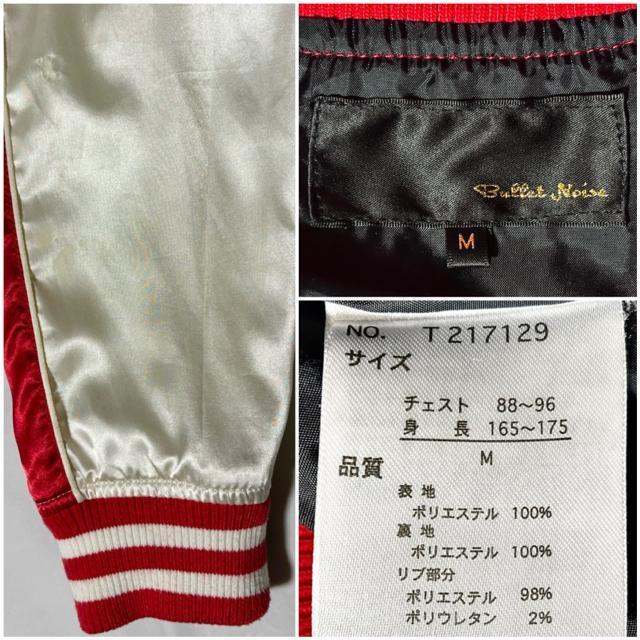 Bullet Noise
M
NO. T217129
サイズ
チェスト 88～96
身長 165～175
M
品質
表地
ポリエステル 100%
裏地
ポリエステル 100%
リブ部分
ポリエステル 98%
ポリウレタン 2%